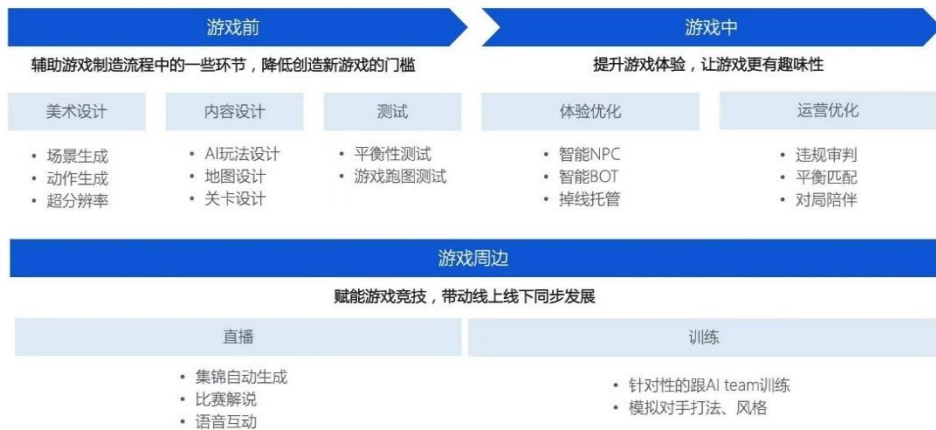 游戏前
辅助游戏制造流程中的一些环节，降低创造新游戏的门槛
美术设计
• 场景生成
• 动作生成
• 超分辨率
内容设计
• AI玩法设计
• 地图设计
• 关卡设计
测试
• 平衡性测试
• 游戏跑图测试
游戏中
提升游戏体验，让游戏更有趣味性
体验优化
• 智能NPC
• 智能BOT
• 掉线托管
运营优化
• 违规审判
• 平衡匹配
• 对局陪伴
游戏周边
赋能游戏竞技，带动线上线下同步发展
直播
• 集锦自动生成
• 比赛解说
• 语音互动
训练
• 针对性的跟AI team训练
• 模拟对手打法、风格